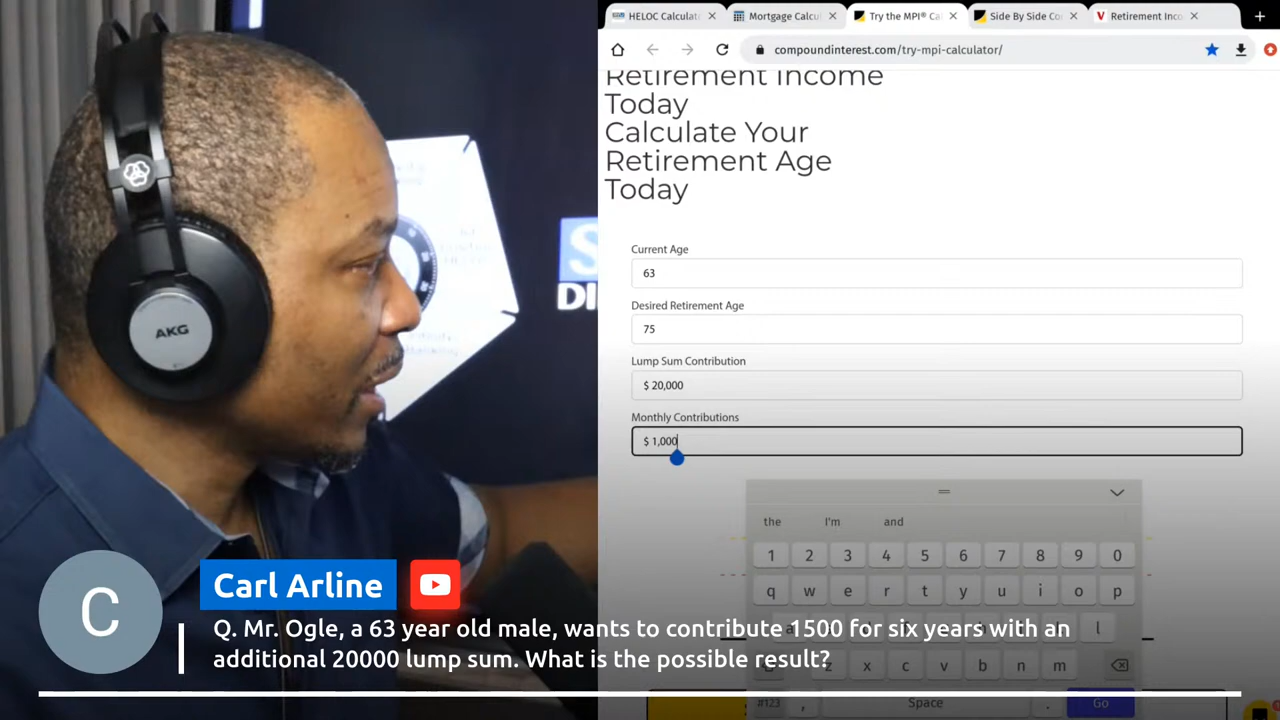 HELOC Calculat
Mortgage Calcul
Try the MPI® Ca
Side By Side Co
Retirement Inco
compoundinterest.com/try-mpi-calculator/
Retirement Income
Today
Calculate Your
Retirement Age
Today
Current Age
63
Desired Retirement Age
75
Lump Sum Contribution
$ 20,000
Monthly Contributions
$ 1,000
the I'm and
1 2 3 4 5 6 7 8 9 0
q w e r t y u i o p
l
z x c v b n m
#123 , Space . Go
AKG
S
DI
C
Carl Arline
Q. Mr. Ogle, a 63 year old male, wants to contribute 1500 for six years with an
additional 20000 lump sum. What is the possible result?